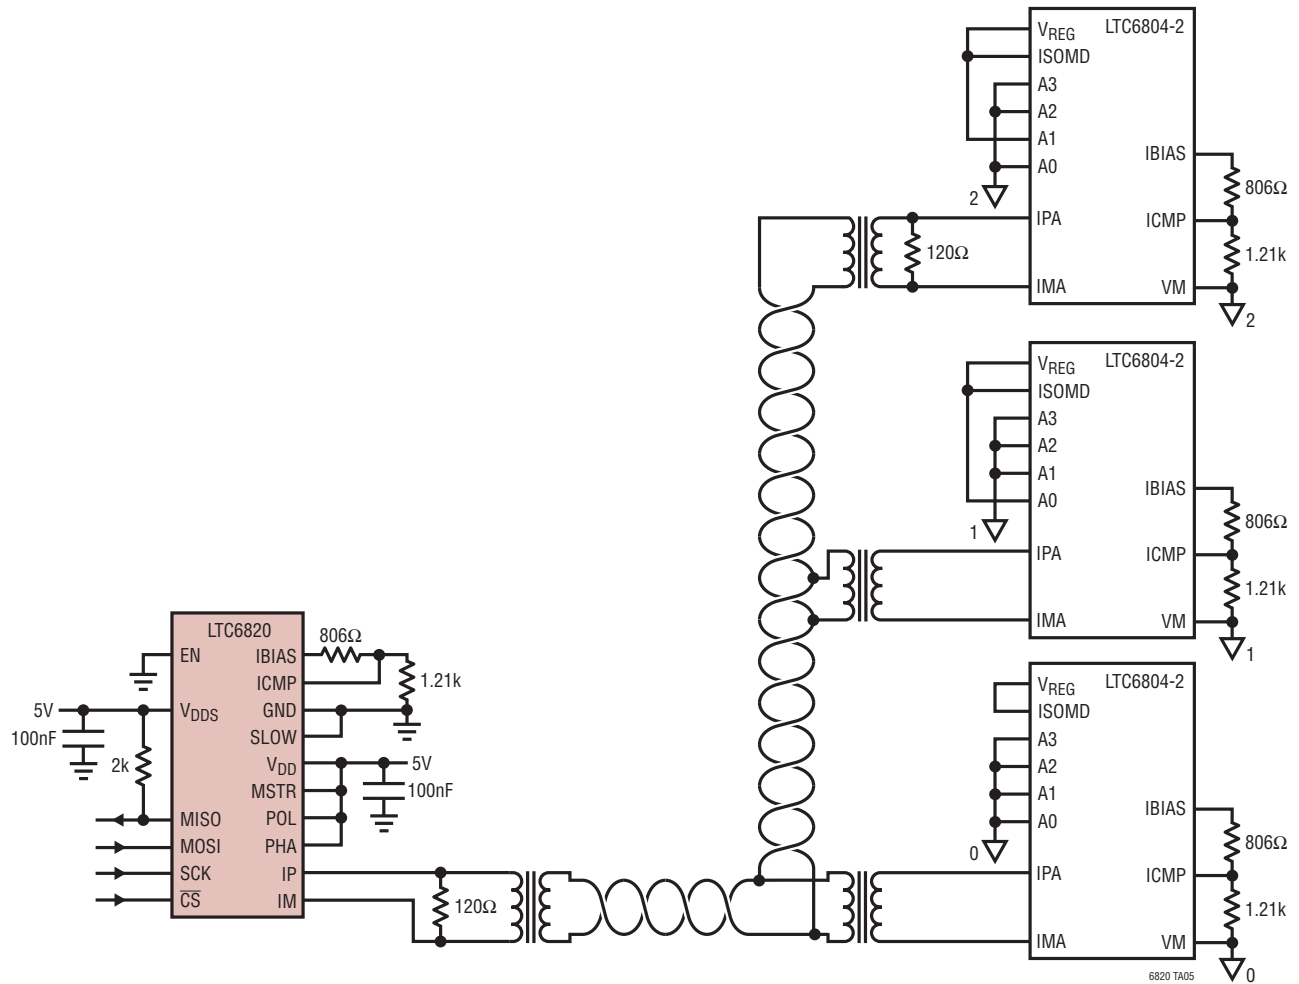 LTC6804-2
VREG
ISOMD
A3
A2
A1
A0
2
IPA
IMA
IBIAS
806Ω
ICMP
1.21k
VM
2
120Ω
LTC6804-2
VREG
ISOMD
A3
A2
A1
A0
1
IPA
IMA
IBIAS
806Ω
ICMP
1.21k
VM
1
LTC6804-2
VREG
ISOMD
A3
A2
A1
A0
0
IPA
IMA
IBIAS
806Ω
ICMP
1.21k
VM
0
LTC6820
EN
VDDS
MISO
MOSI
SCK
CS
IBIAS
ICMP
GND
SLOW
VDD
MSTR
POL
PHA
IP
IM
5V
100nF
2k
806Ω
1.21k
5V
100nF
120Ω
6820 TA05